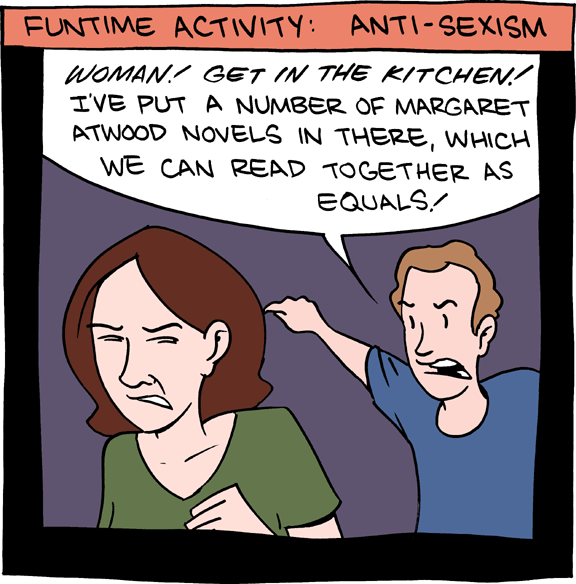 FUNTIME ACTIVITY: ANTI-SEXISM
WOMAN! GET IN THE KITCHEN!
I'VE PUT A NUMBER OF MARGARET
ATWOOD NOVELS IN THERE, WHICH
WE CAN READ TOGETHER AS
EQUALS!